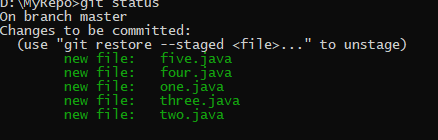 D:\MyRepo>git status
On branch master
Changes to be committed:
  (use "git restore --staged <file>..." to unstage)
        new file:   five.java
        new file:   four.java
        new file:   one.java
        new file:   three.java
        new file:   two.java